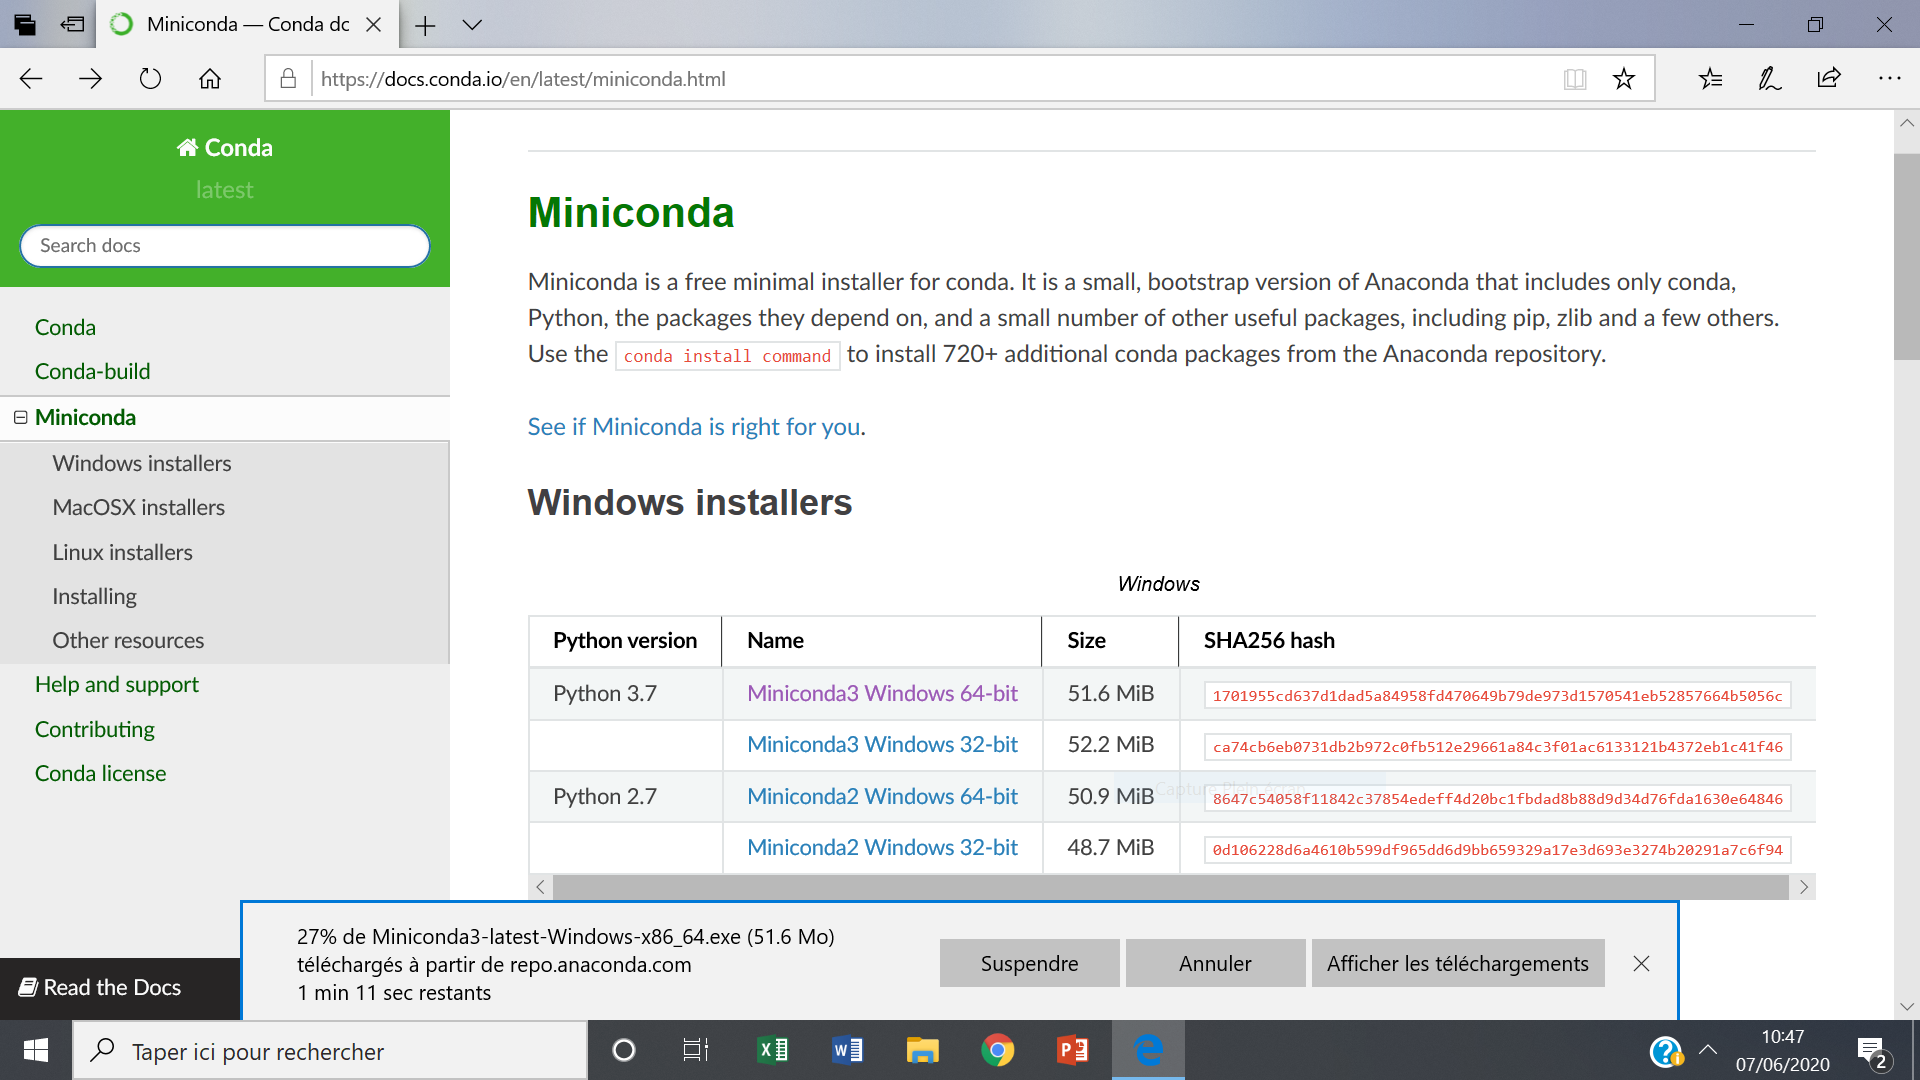 Miniconda — Conda dc
https://docs.conda.io/en/latest/miniconda.html
Conda
latest
Search docs
Conda
Conda-build
Miniconda
Windows installers
MacOSX installers
Linux installers
Installing
Other resources
Help and support
Contributing
Conda license
Read the Docs
Miniconda
Miniconda is a free minimal installer for conda. It is a small, bootstrap version of Anaconda that includes only conda,
Python, the packages they depend on, and a small number of other useful packages, including pip, zlib and a few others.
Use the conda install command to install 720+ additional conda packages from the Anaconda repository.
See if Miniconda is right for you.
Windows installers
Windows
Python version Name Size SHA256 hash
Python 3.7 Miniconda3 Windows 64-bit 51.6 MiB 1701955cd637d1dad5a84958fd470649b79de973d1570541eb52857664b5056c
Miniconda3 Windows 32-bit 52.2 MiB ca74cb6eb0731db2b972c0fb512e29661a84c3f01ac6133121b4372eb1c41f46
Capture Plein écran
Python 2.7 Miniconda2 Windows 64-bit 50.9 MiB 8647c54058f11842c37854edeff4d20bc1fbdad8b88d9d34d76fda1630e64846
Miniconda2 Windows 32-bit 48.7 MiB 0d106228d6a4610b599df965dd6d9bb659329a17e3d693e3274b20291a7c6f94
27% de Miniconda3-latest-Windows-x86_64.exe (51.6 Mo)
téléchargés à partir de repo.anaconda.com
1 min 11 sec restants
Suspendre
Annuler
Afficher les téléchargements
Taper ici pour rechercher
10:47
07/06/2020
2